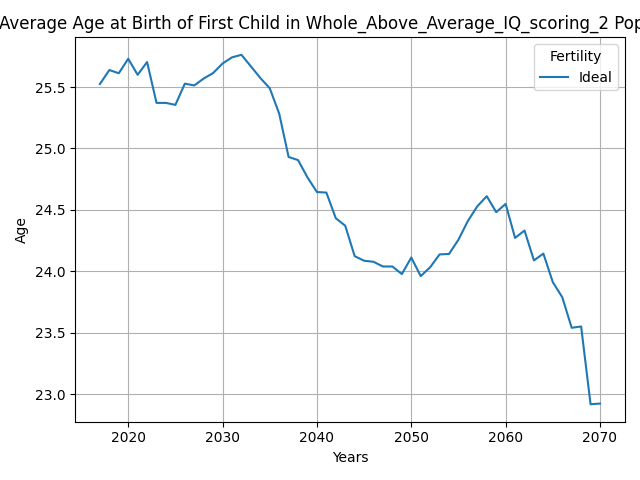 Average Age at Birth of First Child in Whole_Above_Average_IQ_scoring_2 Pop
Fertility
Ideal
25.5
25.0
24.5
24.0
23.5
23.0
Age
2020 2030 2040 2050 2060 2070
Years